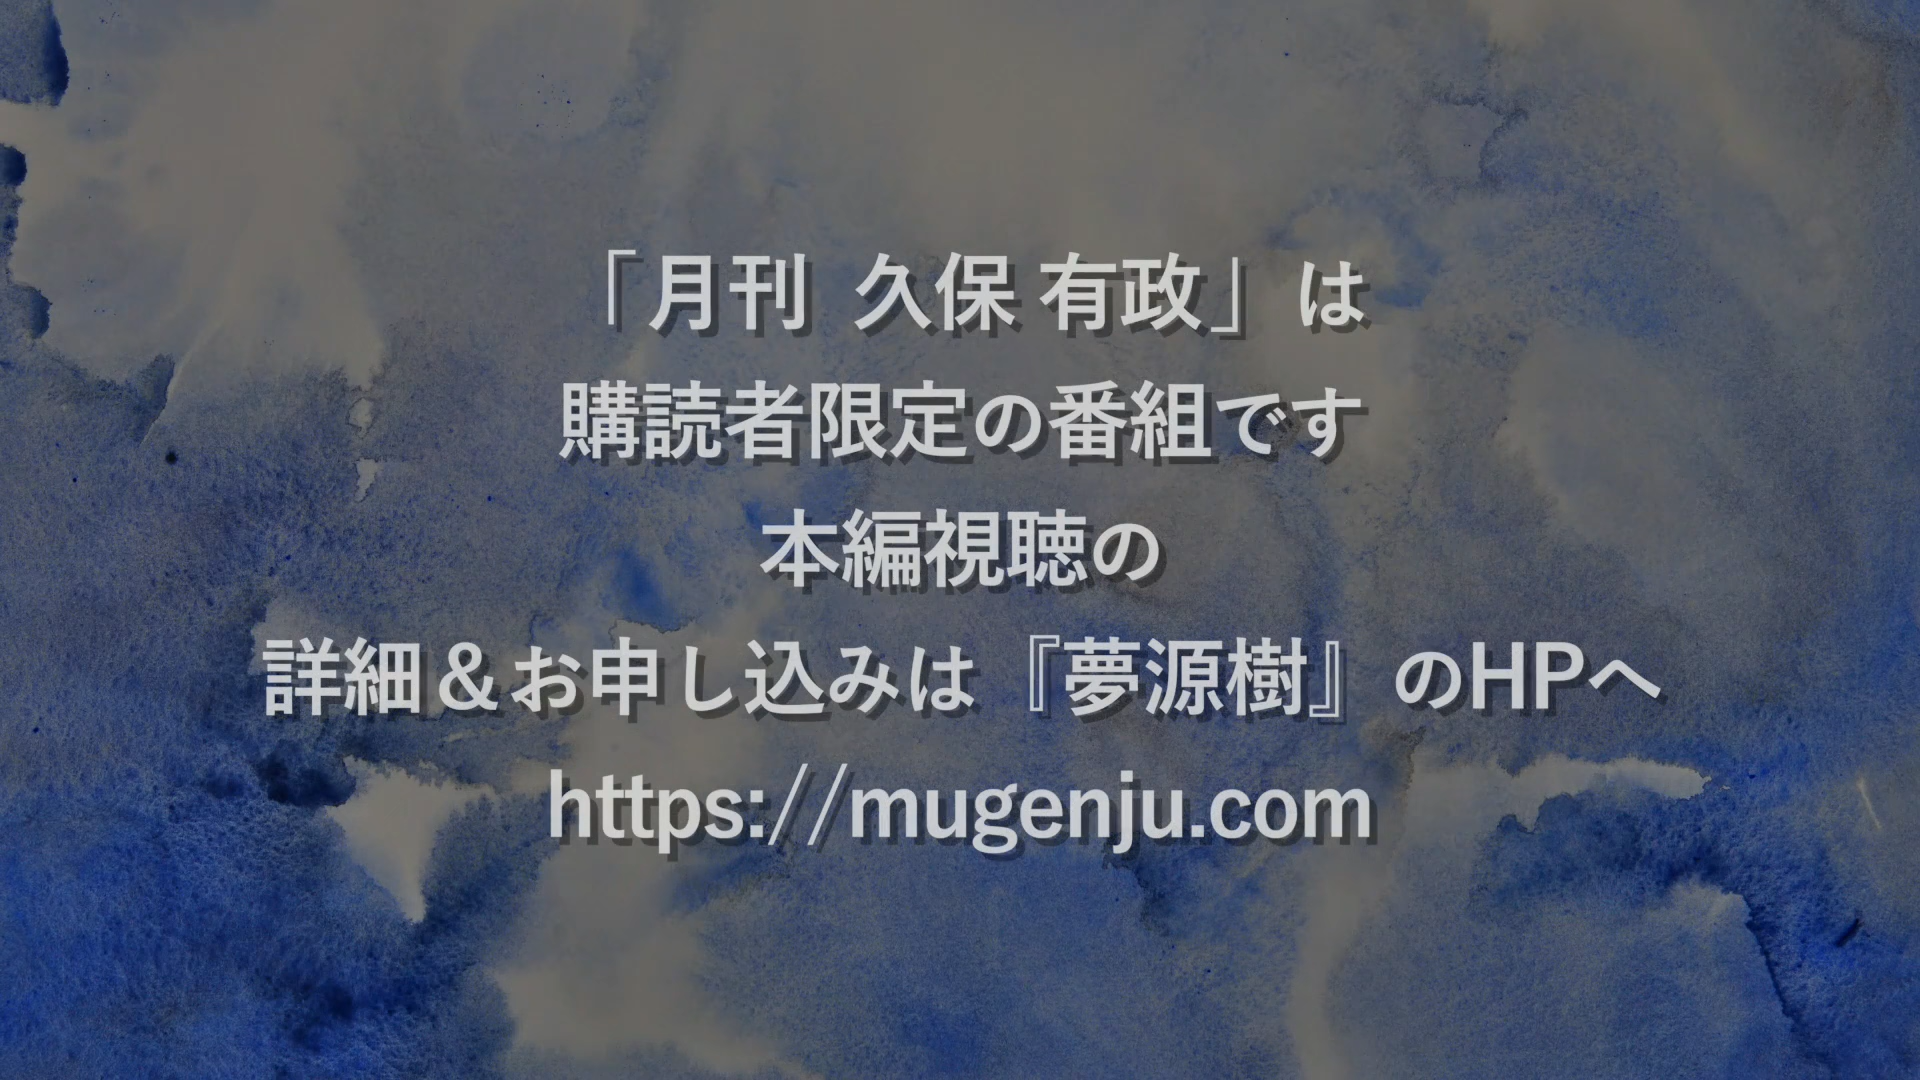 「月刊 久保 有政」は
購読者限定の番組です
本編視聴の
詳細＆お申し込みは『夢源樹』のHPへ
https://mugenju.com